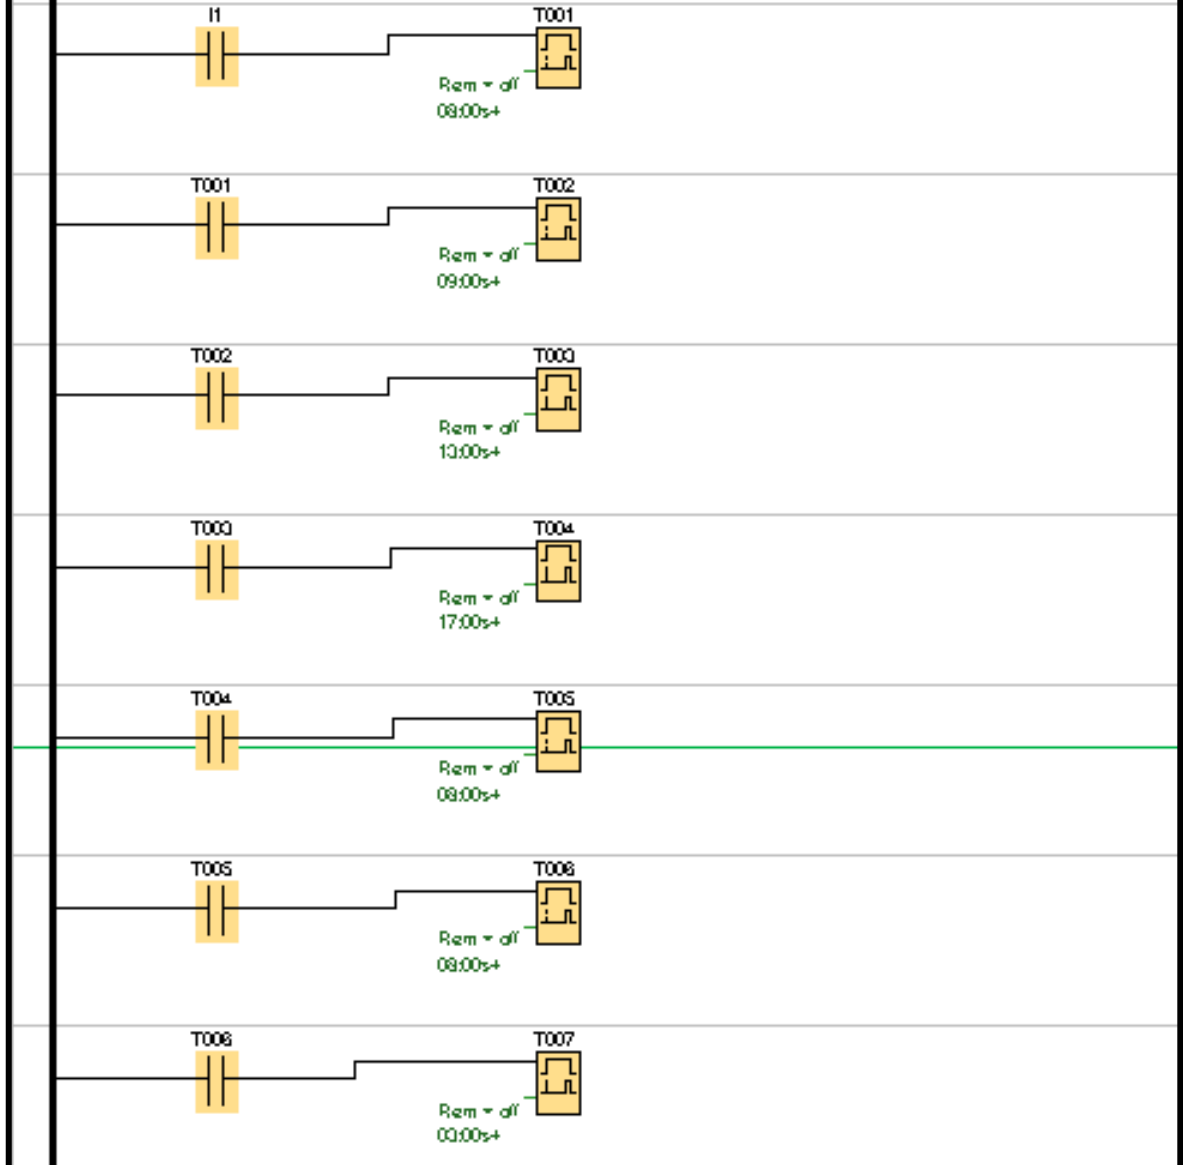 I1 T001
Rem = off
08:00s+
T001 T002
Rem = off
09:00s+
T002 T003
Rem = off
13:00s+
T003 T004
Rem = off
17:00s+
T004 T005
Rem = off
08:00s+
T005 T006
Rem = off
08:00s+
T006 T007
Rem = off
03:00s+